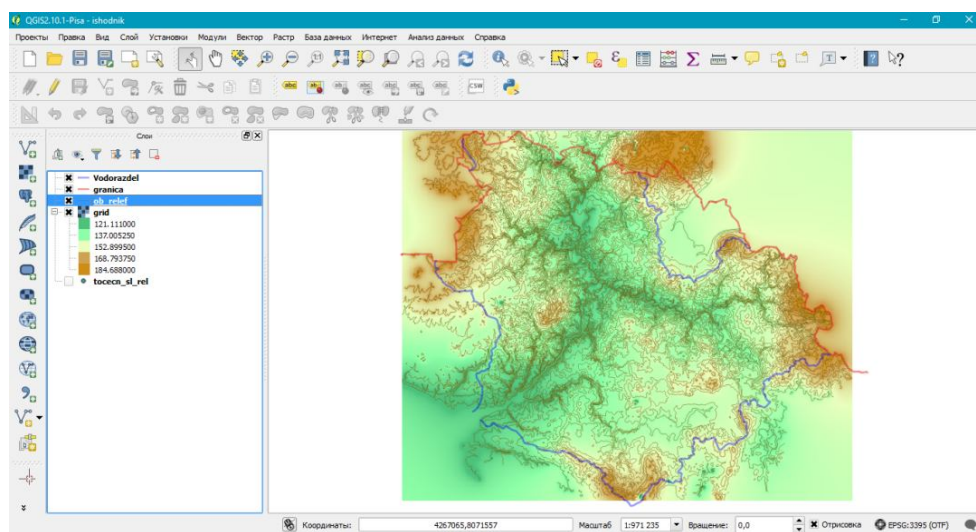 QGIS2.10.1-Pisa - ishodnik
Проекты Правка Вид Слой Установки Модули Вектор Растр База данных Интернет Анализ данных Справка
CSW
Слои
Vodorazdel
granica
ob_relef
grid
121.111000
137.005250
152.899500
168.793750
184.688000
tocecn_sl_rel
Координаты: 4267065,8071557 Масштаб 1:971 235 Вращение: 0,0 Отрисовка EPSG:3395 (OTF)